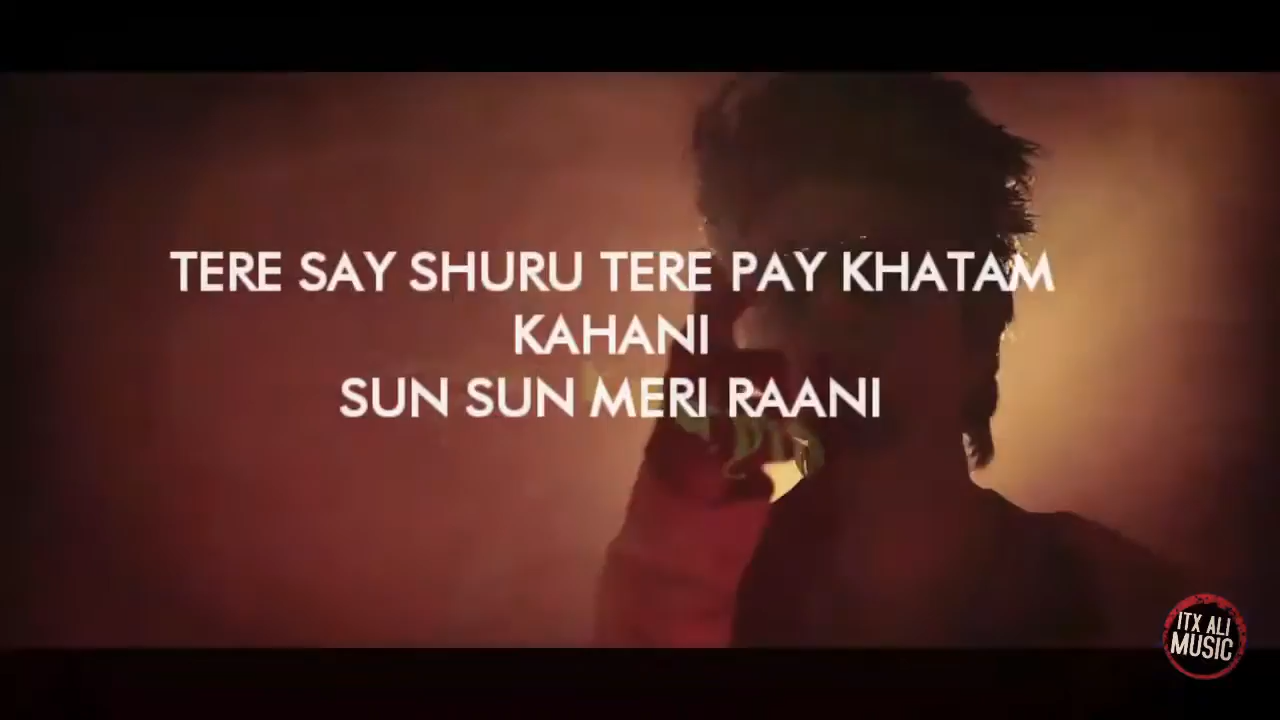 TERE SAY SHURU TERE PAY KHATAM
KAHANI
SUN SUN MERI RAANI
ITX ALI
MUSIC